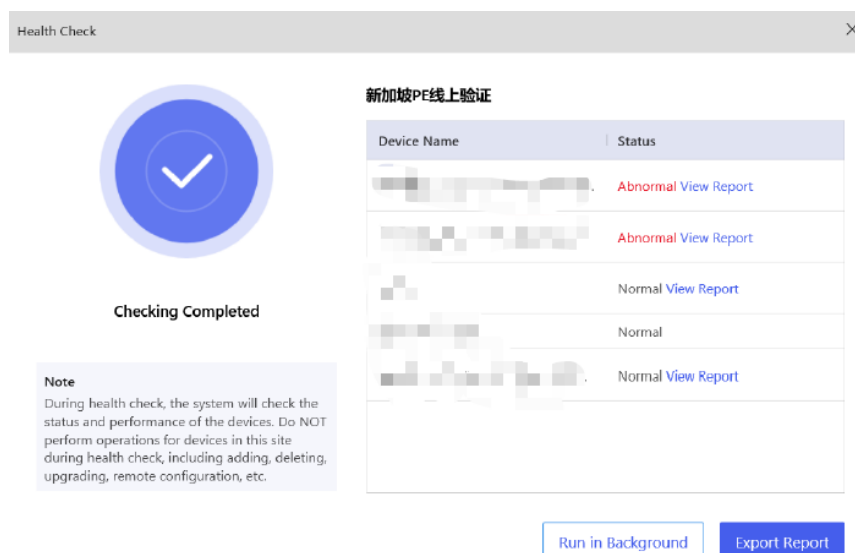 Health Check
新加坡PE线上验证
Device Name Status
Abnormal View Report
Abnormal View Report
Normal View Report
Normal
Normal View Report
Checking Completed
Note
During health check, the system will check the
status and performance of the devices. Do NOT
perform operations for devices in this site
during health check, including adding, deleting,
upgrading, remote configuration, etc.
Run in Background Export Report